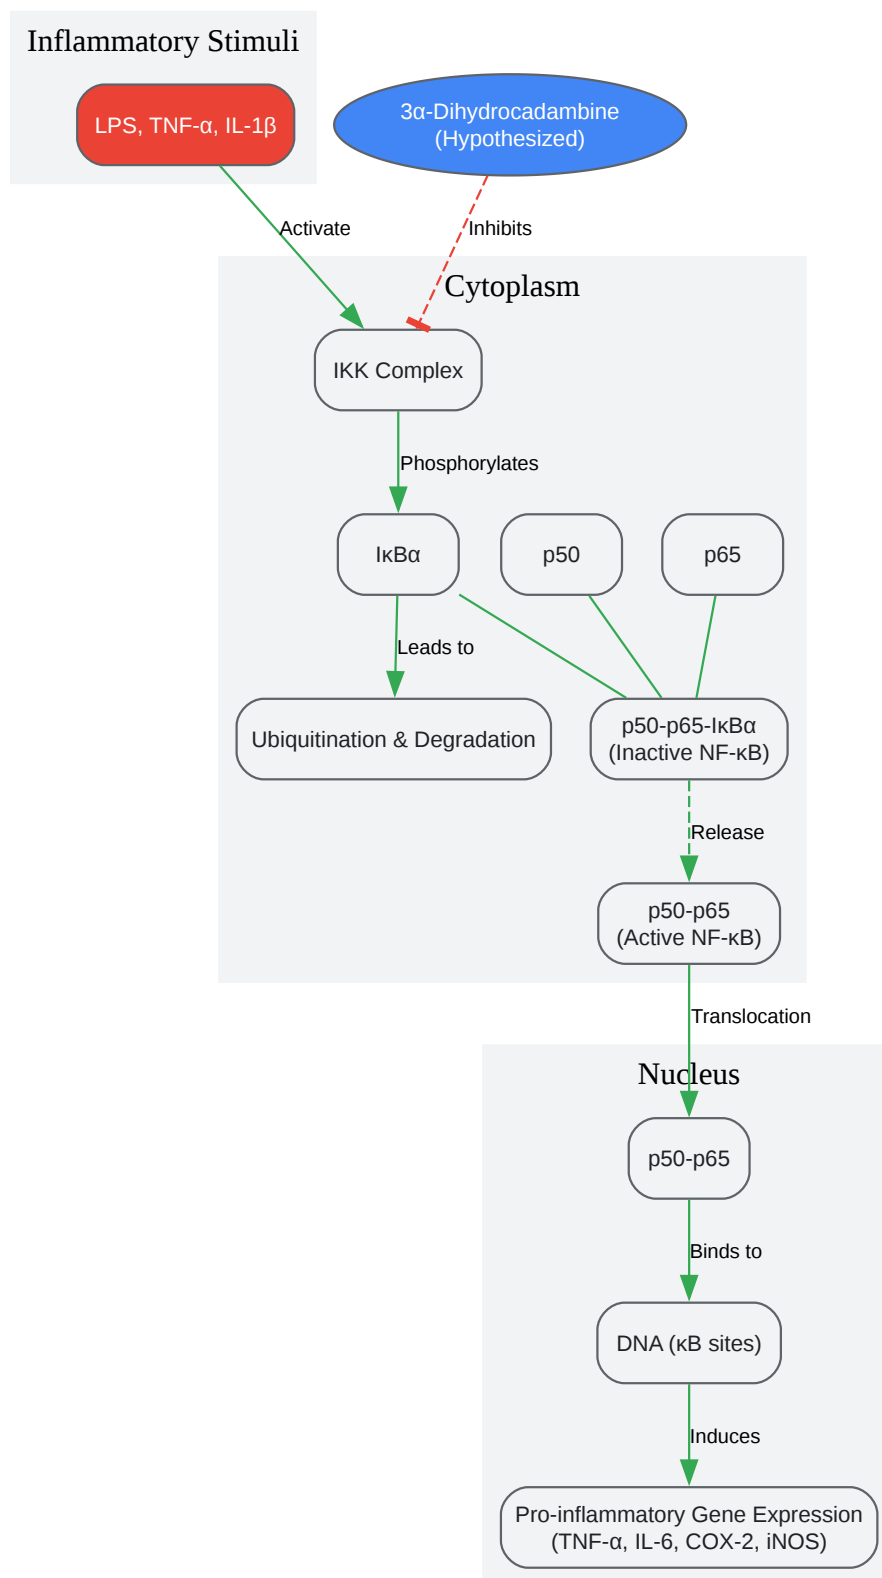 Inflammatory Stimuli
LPS, TNF-α, IL-1β
3α-Dihydrocadambine
(Hypothesized)
Activate
Inhibits
Cytoplasm
IKK Complex
Phosphorylates
IκBα
p50
p65
Leads to
Ubiquitination & Degradation
p50-p65-IκBα
(Inactive NF-κB)
Release
p50-p65
(Active NF-κB)
Translocation
Nucleus
p50-p65
Binds to
DNA (κB sites)
Induces
Pro-inflammatory Gene Expression
(TNF-α, IL-6, COX-2, iNOS)